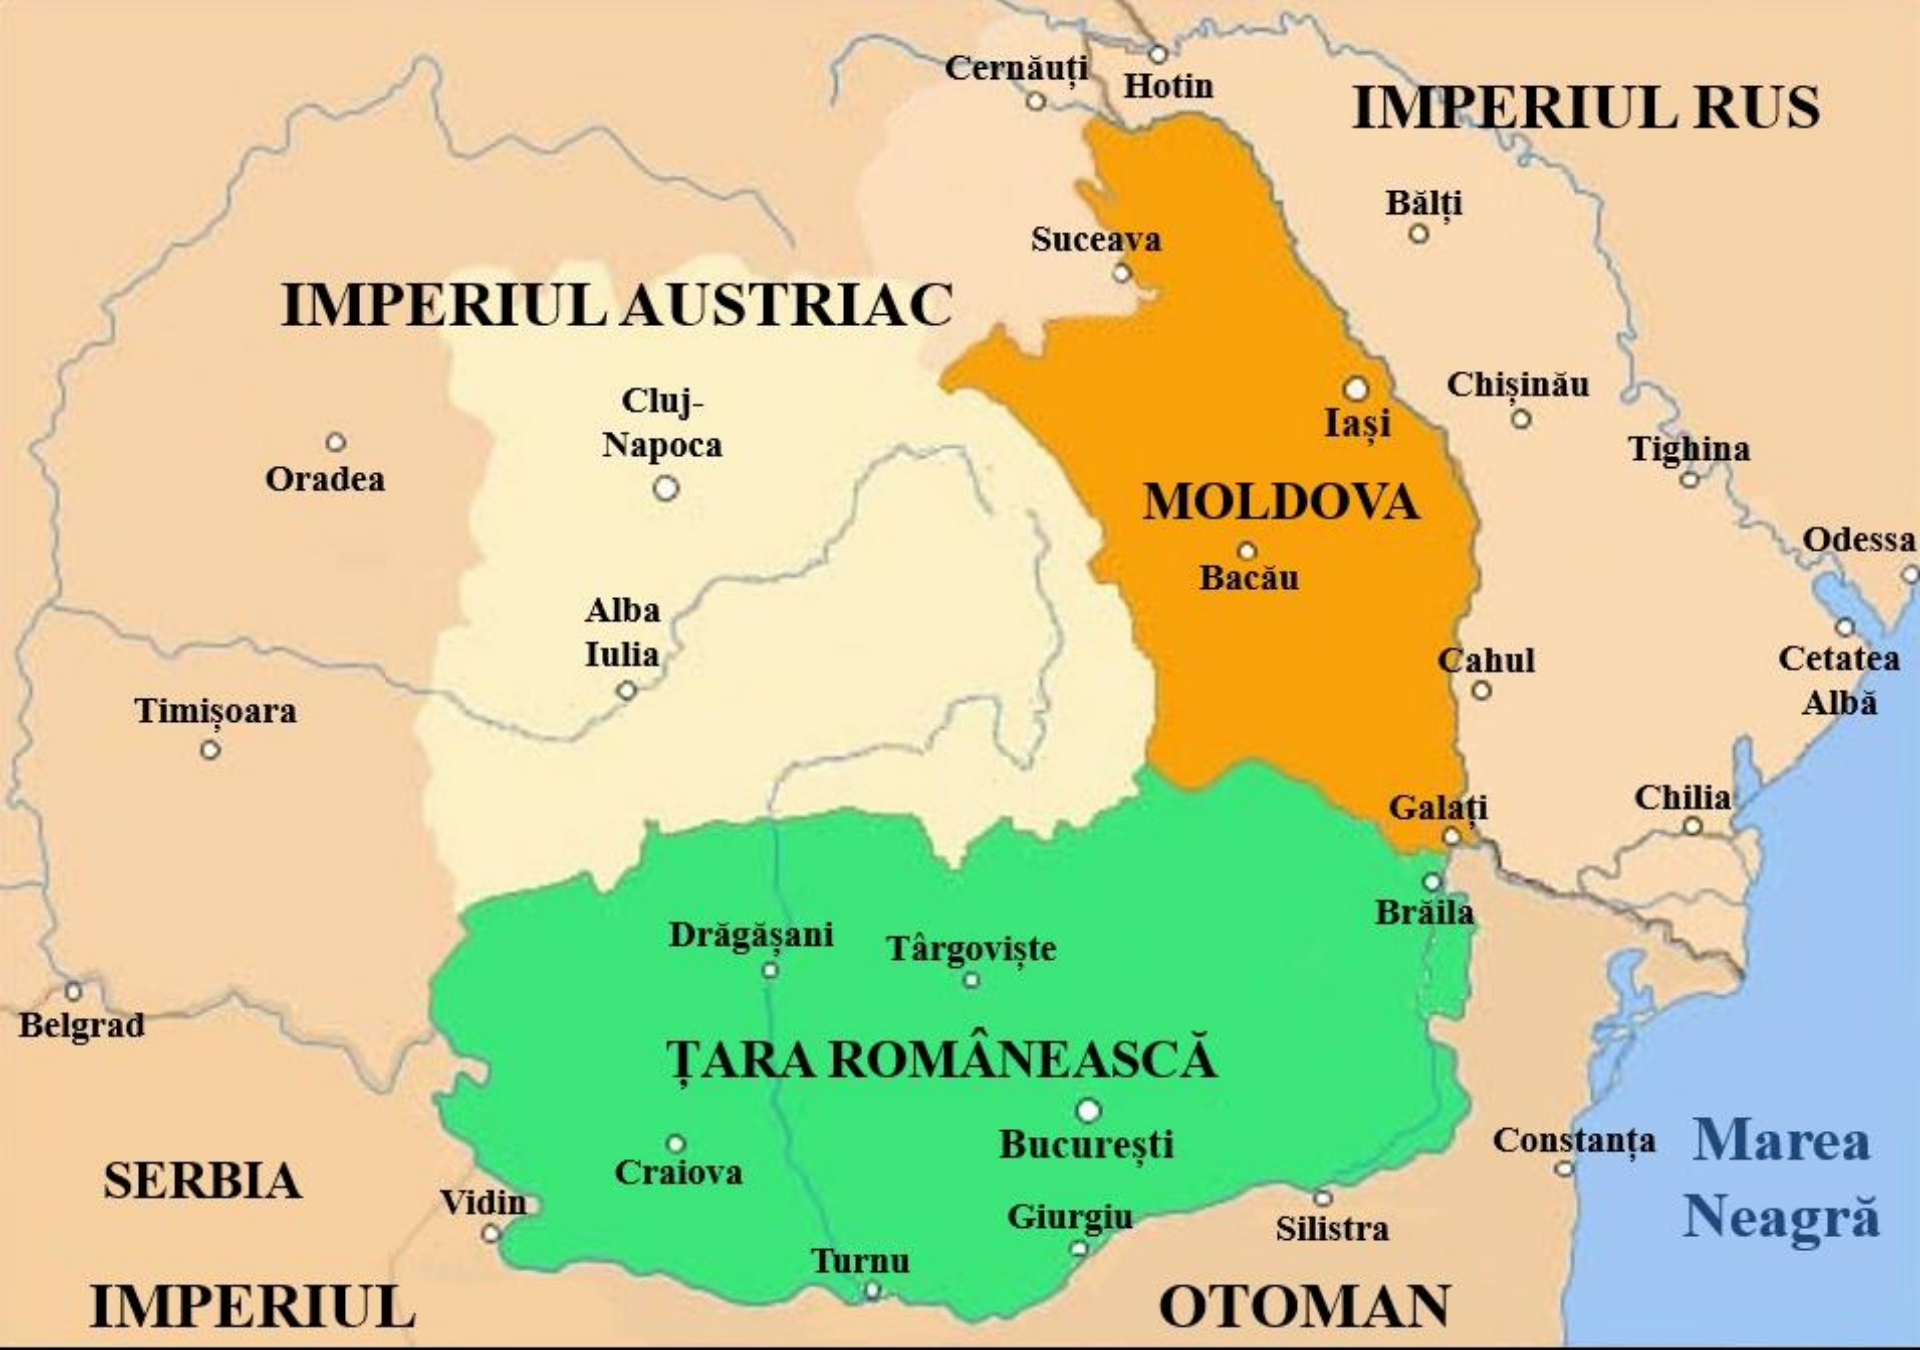 Cernăuți
Hotin
IMPERIUL RUS
Bălți
Suceava
IMPERIUL AUSTRIAC
Cluj-
Napoca
Chișinău
Iași
Tighina
Oradea
MOLDOVA
Odessa
Bacău
Alba
Iulia
Cahul
Cetatea
Albă
Timișoara
Galați
Chilia
Brăila
Drăgășani
Târgoviște
Belgrad
ȚARA ROMÂNEASCĂ
București
Constanța
Marea
Neagră
Craiova
SERBIA
Vidin
Giurgiu
Silistra
Turnu
IMPERIUL
OTOMAN